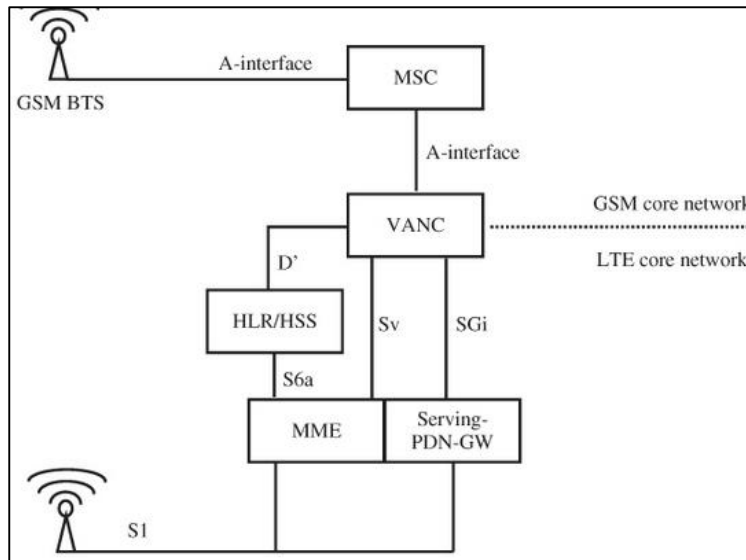 A-interface
MSC
GSM BTS
A-interface
GSM core network
VANC
LTE core network
D’
HLR/HSS
Sv
SGi
S6a
MME
Serving-
PDN-GW
S1